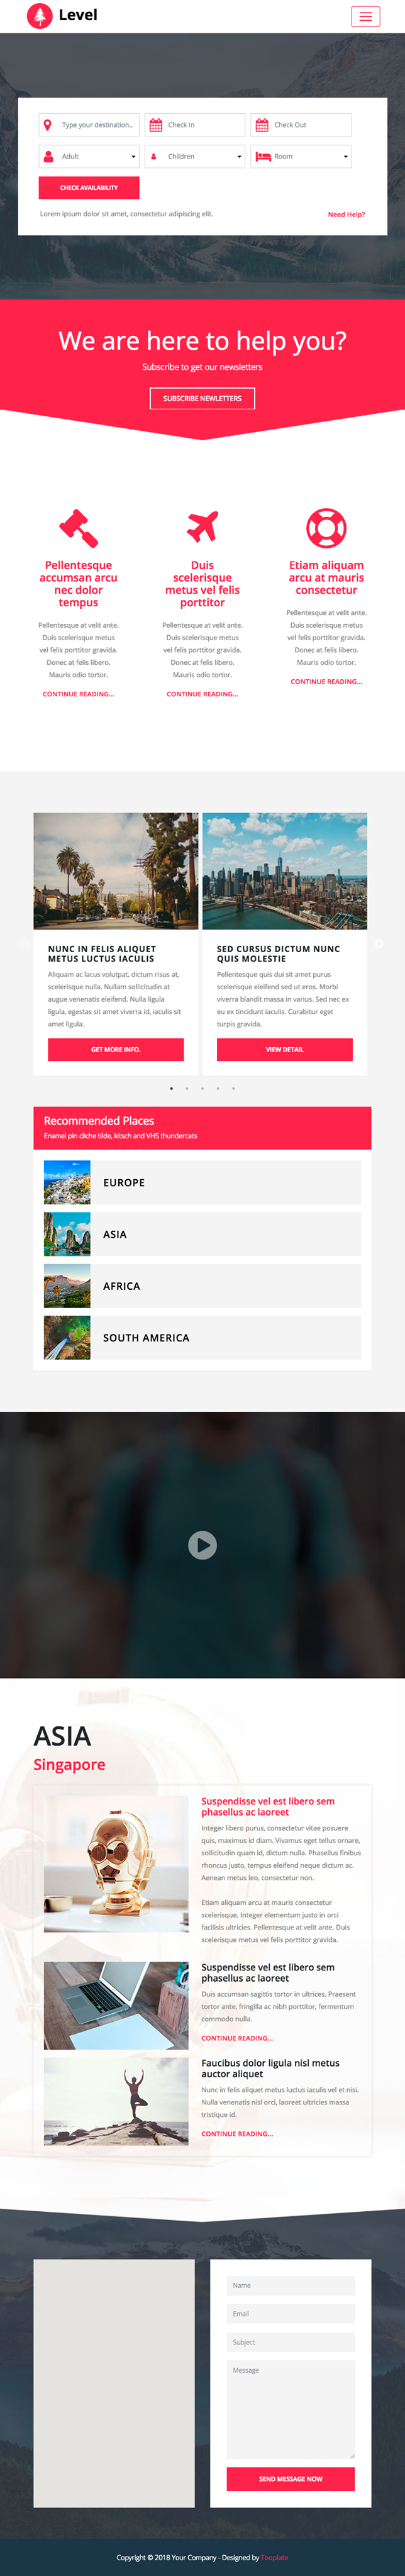 Level
Type your destination...
Check In
Check Out
Adult
Children
Room
CHECK AVAILABILITY
Lorem ipsum dolor sit amet, consectetur adipiscing elit.
Need Help?
We are here to help you?
Subscribe to get our newsletters
SUBSCRIBE NEWLETTERS
Pellentesque
accumsan arcu
nec dolor
tempus
Pellentesque at velit ante.
Duis scelerisque metus
vel felis porttitor gravida.
Donec at felis libero.
Mauris odio tortor.
CONTINUE READING...
Duis
scelerisque
metus vel felis
porttitor
Pellentesque at velit ante.
Duis scelerisque metus
vel felis porttitor gravida.
Donec at felis libero.
Mauris odio tortor.
CONTINUE READING...
Etiam aliquam
arcu at mauris
consectetur
Pellentesque at velit ante.
Duis scelerisque metus
vel felis porttitor gravida.
Donec at felis libero.
Mauris odio tortor.
CONTINUE READING...
NUNC IN FELIS ALIQUET
METUS LUCTUS IACULIS
Aliquam ac lacus volutpat, dictum risus at,
scelerisque nulla. Nullam sollicitudin at
augue venenatis eleifend. Nulla ligula
ligula, egestas sit amet viverra id, iaculis sit
amet ligula.
GET MORE INFO.
SED CURSUS DICTUM NUNC
QUIS MOLESTIE
Pellentesque quis dui sit amet purus
scelerisque eleifend sed ut eros. Morbi
viverra blandit massa in varius. Sed nec ex
eu ex tincidunt iaculis. Curabitur eget
turpis gravida.
VIEW DETAIL
Recommended Places
Enamel pin cliche tilde, kitsch and VHS thundercats
EUROPE
ASIA
AFRICA
SOUTH AMERICA
ASIA
Singapore
Suspendisse vel est libero sem
phasellus ac laoreet
Integer libero purus, consectetur vitae posuere
quis, maximus id diam. Vivamus eget tellus ornare,
sollicitudin quam id, dictum nulla. Phasellus finibus
rhoncus justo, tempus eleifend neque dictum ac.
Aenean metus leo, consectetur non.
Etiam aliquam arcu at mauris consectetur
scelerisque. Integer elementum justo in orci
facilisis ultricies. Pellentesque at velit ante. Duis
scelerisque metus vel felis porttitor gravida.
Suspendisse vel est libero sem
phasellus ac laoreet
Duis accumsan sagittis tortor in ultrices. Praesent
tortor ante, fringilla ac nibh porttitor, fermentum
commodo nulla.
CONTINUE READING...
Faucibus dolor ligula nisl metus
auctor aliquet
Nunc in felis aliquet metus luctus iaculis vel et nisi.
Nulla venenatis nisl orci, laoreet ultricies massa
tristique id.
CONTINUE READING...
Name
Email
Subject
Message
SEND MESSAGE NOW
Copyright © 2018 Your Company - Designed by Tooplate